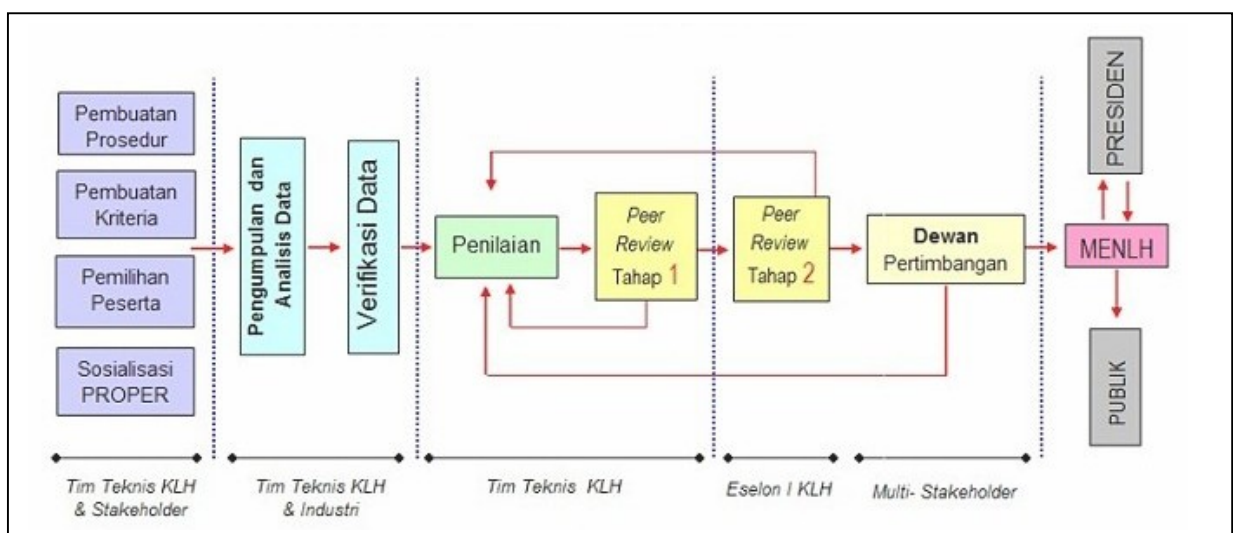 Pembuatan
Prosedur
Pembuatan
Kriteria
Pemilihan
Peserta
Sosialisasi
PROPER
Tim Teknis KLH
& Stakeholder
Pengumpulan dan
Analisis Data
Verifikasi Data
Tim Teknis KLH
& Industri
Penilaian
Peer
Review
Tahap 1
Tim Teknis KLH
Peer
Review
Tahap 2
Eselon I KLH
Dewan
Pertimbangan
Multi- Stakeholder
PRESIDEN
MENLH
PUBLIK